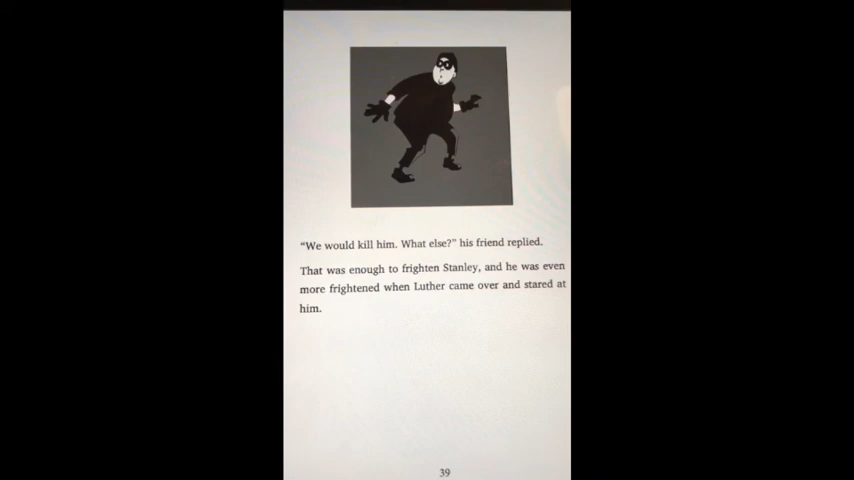 “We would kill him. What else?” his friend replied.
That was enough to frighten Stanley, and he was even
more frightened when Luther came over and stared at
him.
39